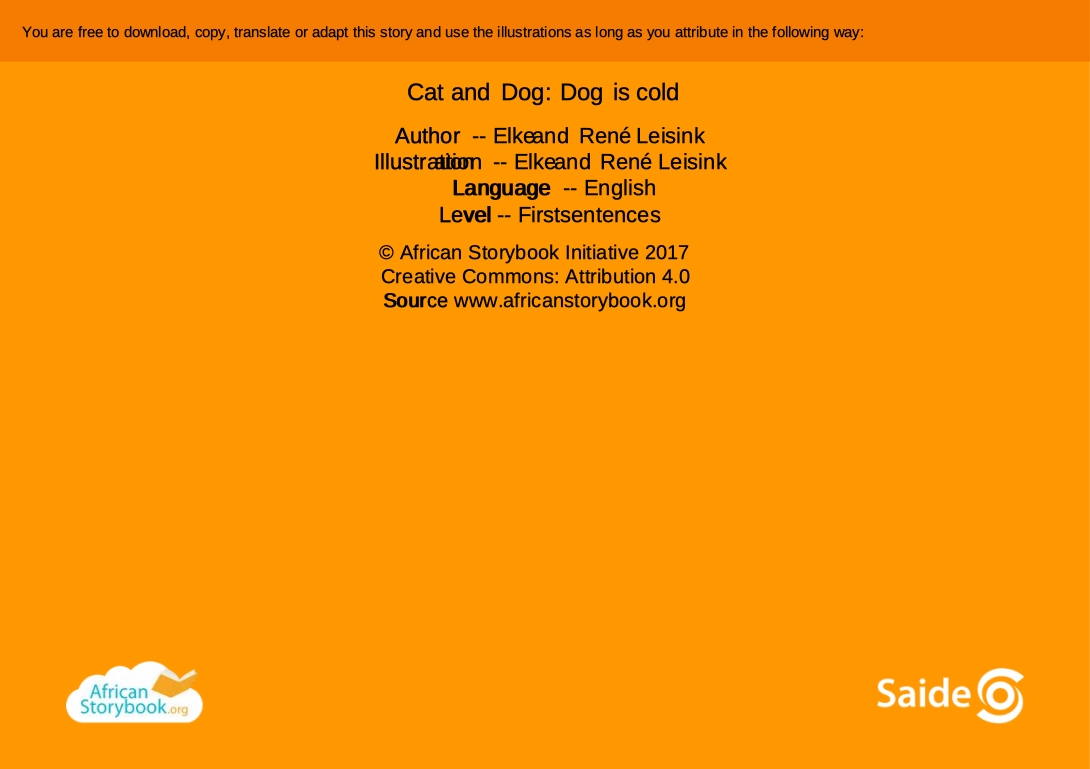 You are free to download, copy, translate or adapt this story and use the illustrations as long as you attribute in the following way:
Cat and Dog: Dog is cold
Author -- Elke and René Leisink
Illustration -- Elke and René Leisink
Language -- English
Level -- First sentences
© African Storybook Initiative 2017
Creative Commons: Attribution 4.0
Source www.africanstorybook.org
African
Storybook.org
Saide